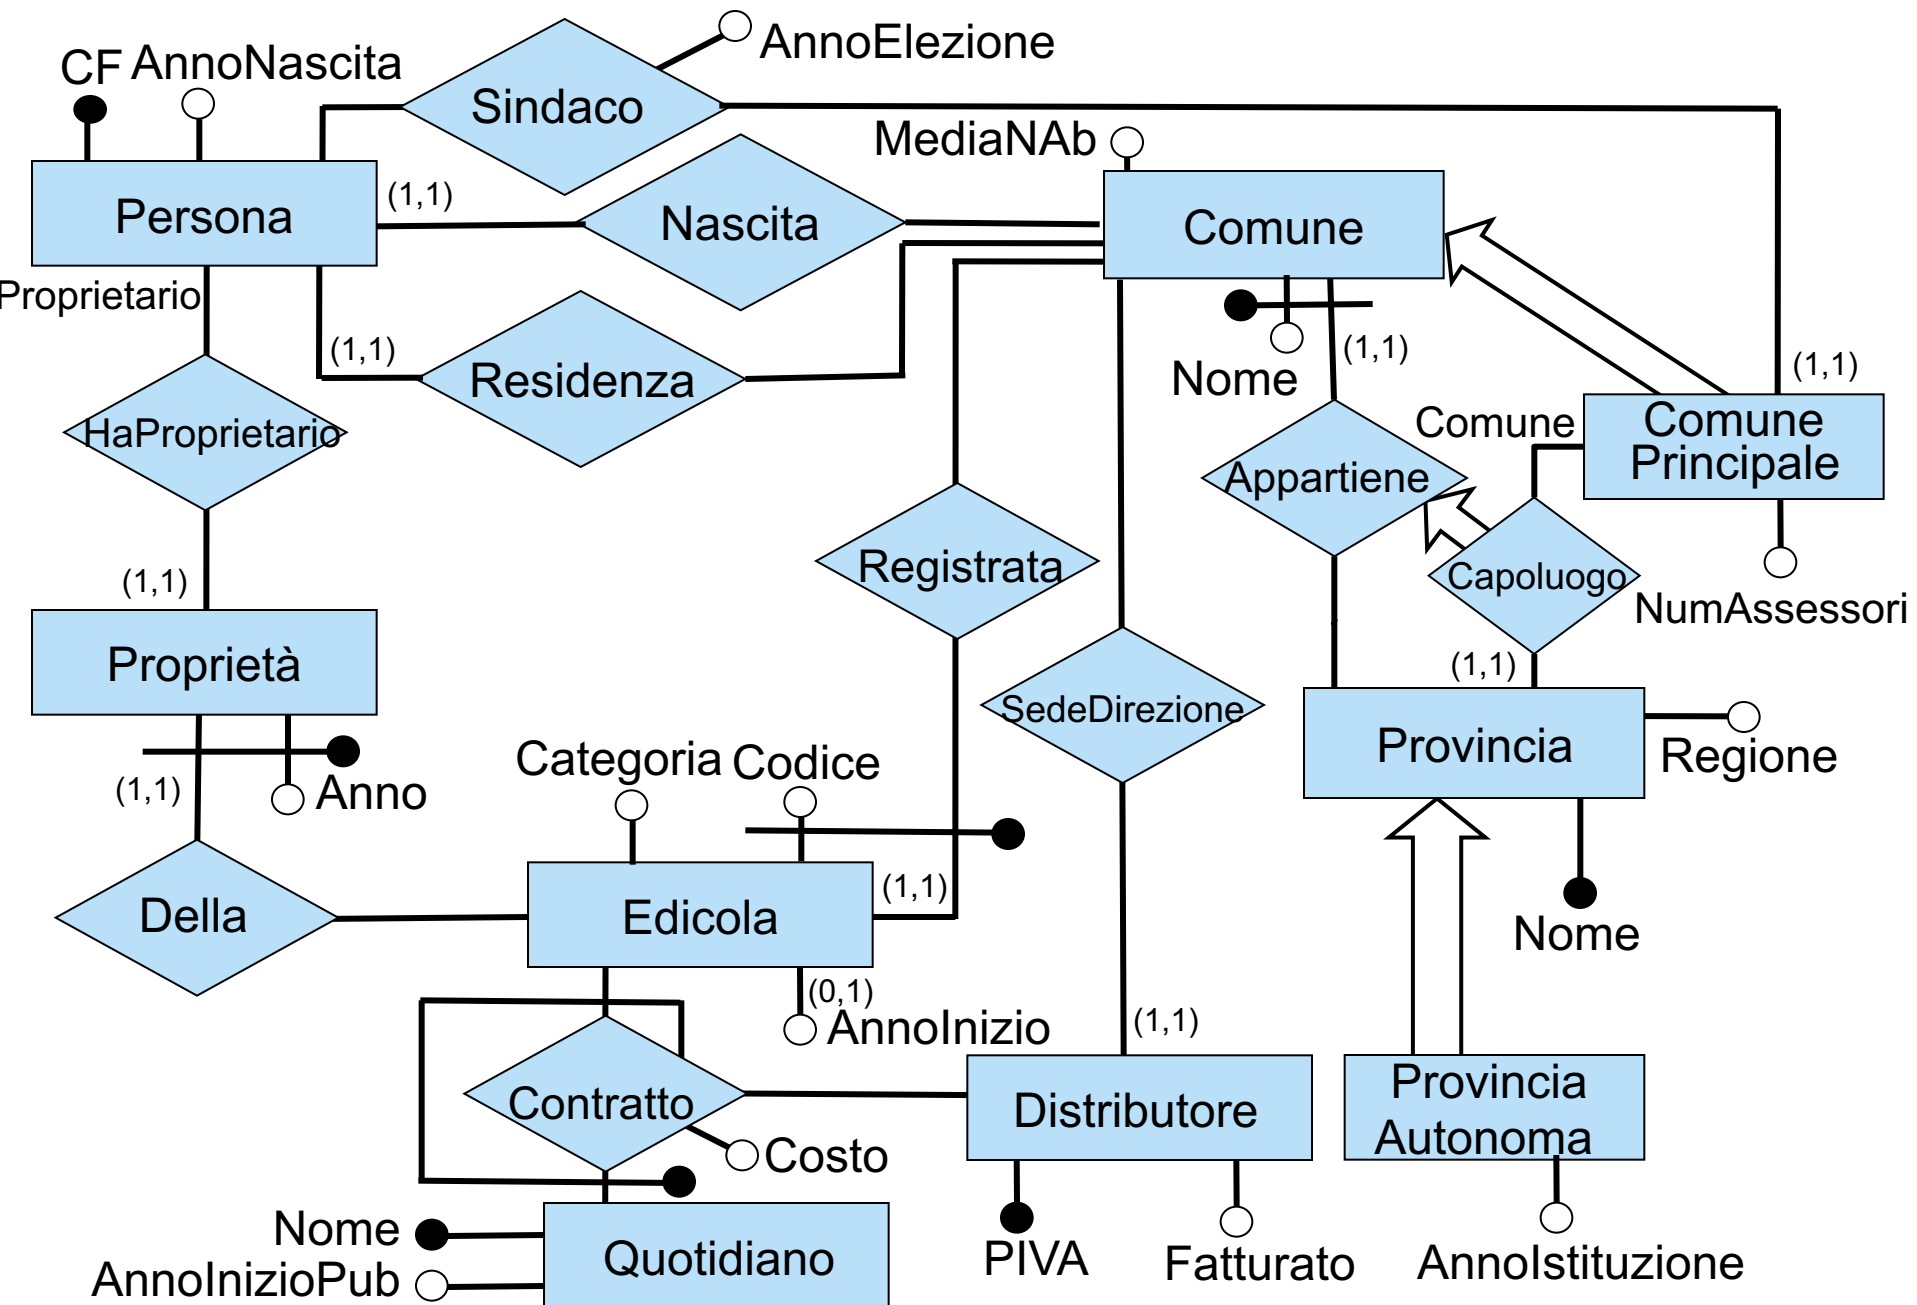 AnnoElezione
CF AnnoNascita
Sindaco
MediaNAb
(1,1)
Persona
Nascita
Comune
Proprietario
(1,1)
Residenza
(1,1)
Nome
(1,1)
HaProprietario
Comune
Comune
Principale
Appartiene
Registrata
Capoluogo
(1,1)
NumAssessori
Proprietà
(1,1)
SedeDirezione
Provincia
Regione
Categoria
Codice
(1,1)
Anno
Della
Edicola
(1,1)
Nome
(0,1)
AnnoInizio
(1,1)
Contratto
Distributore
Provincia
Autonoma
Costo
Nome
Quotidiano
PIVA
Fatturato
AnnoIstituzione
AnnoInizioPub